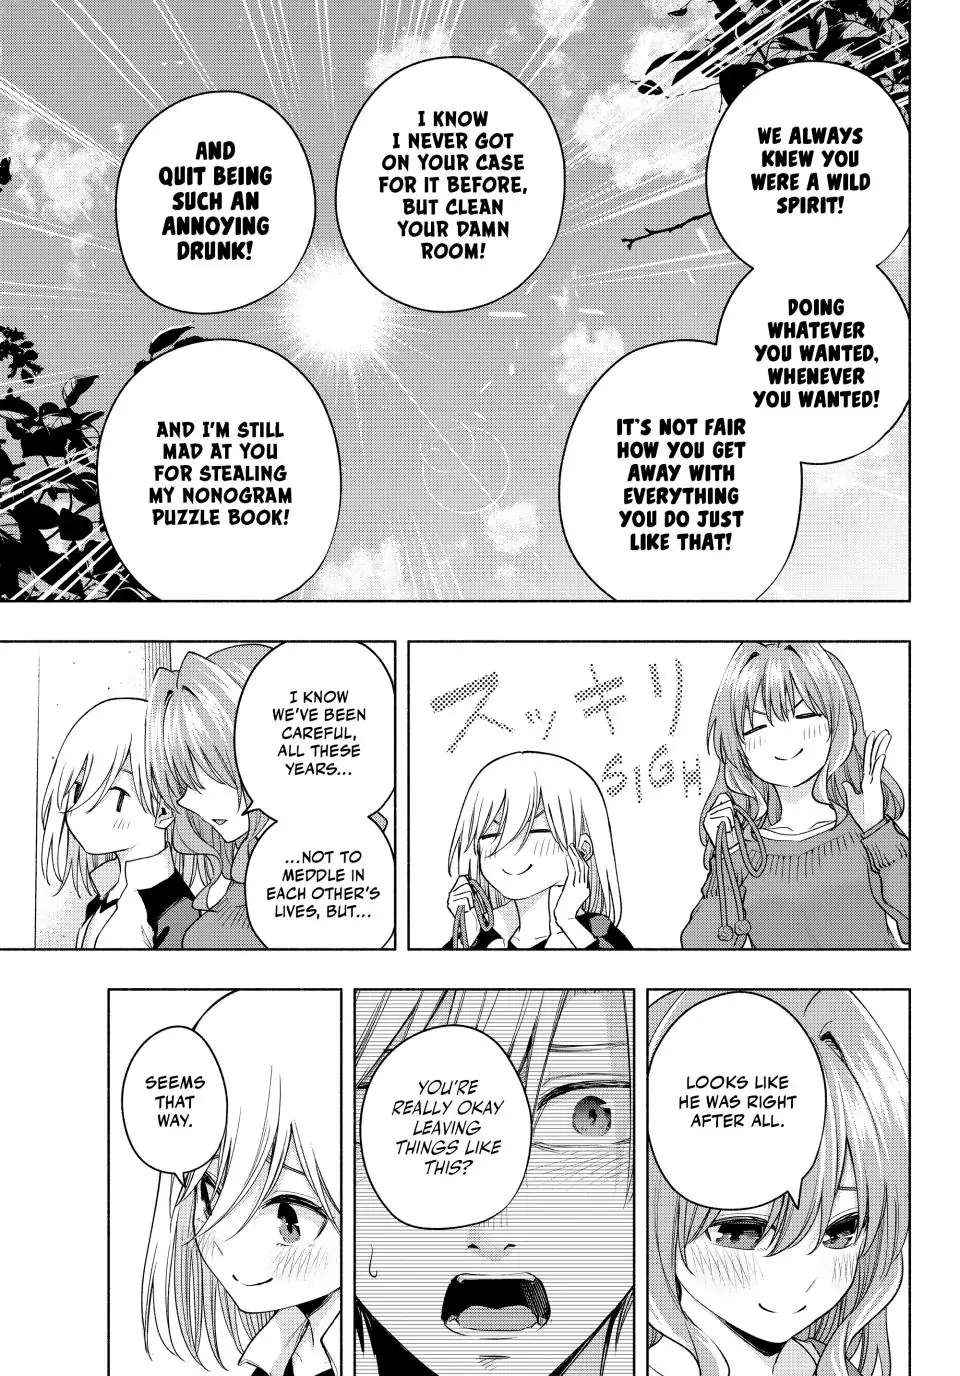 WE ALWAYS
KNEW YOU
WERE A WILD
SPIRIT!
DOING
WHATEVER
YOU WANTED,
WHENEVER
YOU WANTED!
IT'S NOT FAIR
HOW YOU GET
AWAY WITH
EVERYTHING
YOU DO JUST
LIKE THAT!
I KNOW
I NEVER GOT
ON YOUR CASE
FOR IT BEFORE,
BUT CLEAN
YOUR DAMN
ROOM!
AND
QUIT BEING
SUCH AN
ANNOYING
DRUNK!
AND I'M STILL
MAD AT YOU
FOR STEALING
MY NONOGRAM
PUZZLE BOOK!
スッキリ
SIGH
I KNOW
WE'VE BEEN
CAREFUL,
ALL THESE
YEARS...
...NOT TO
MEDDLE IN
EACH OTHER'S
LIVES, BUT...
LOOKS LIKE
HE WAS RIGHT
AFTER ALL.
YOU'RE
REALLY OKAY
LEAVING
THINGS LIKE
THIS?
SEEMS
THAT
WAY.